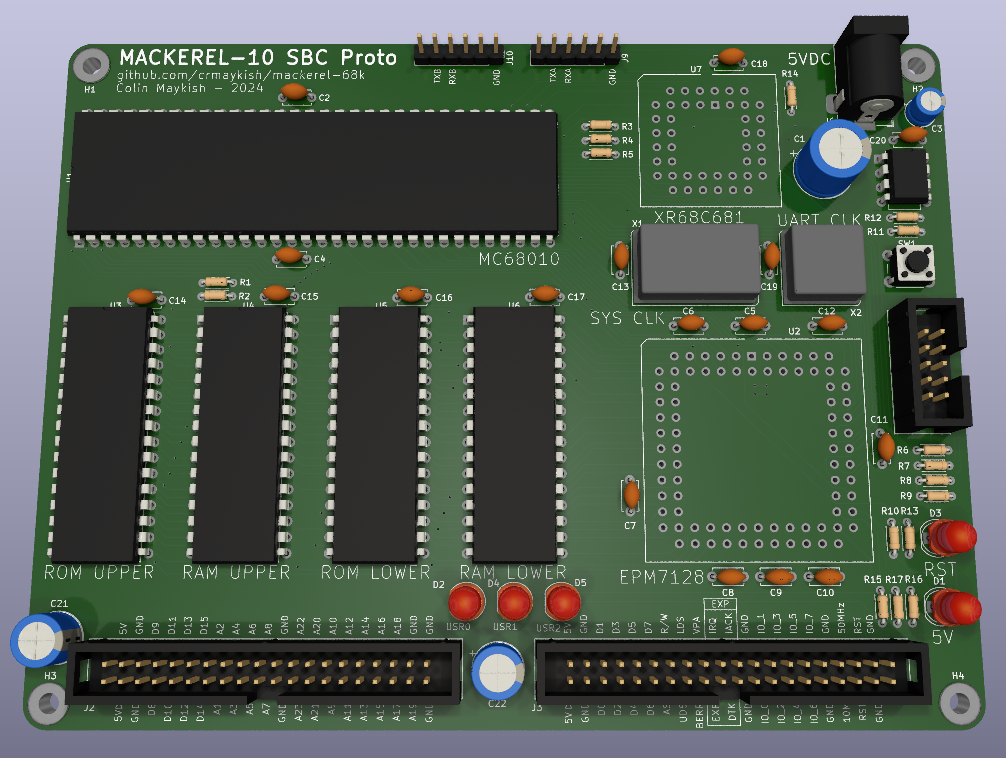 MACKEREL-10 SBC Proto
github.com/crmaykish/mackerel-68k
Colin Maykish - 2024
H1
C2
TXB
RXB
GND
J10
TXA
RXA
GND
J9
U7
C18
5VDC
R14
H2
C3
C1
+
C20
R3
R4
R5
XR68C681
UART CLK
R12
R11
SW1
MC68010
C4
X1
C13
C19
X2
SYS CLK
C6
C5
C12
U2
R1
R2
C14
C15
C16
C17
U3
U4
U5
U6
C11
R6
R7
R8
R9
R10
R13
D3
RST
C7
ROM UPPER
RAM UPPER
ROM LOWER
RAM LOWER
EPM7128
C8
C9
C10
D2
D4
D5
USR0
USR1
USR2
R15
R17
R16
D1
5V
C21
H3
5V
GND
D9
D11
D13
D15
A2
A4
A6
A8
GND
A22
A20
A10
A12
A14
A16
A18
GND
GND
EXP
5V
GND
D1
D3
D5
D7
R/W
LDS
VPA
IRQ
IACK
GND
IO_1
IO_3
IO_5
IO_7
GND
50MHz
RST
GND
C22
H4
J2
GND
D8
D10
D12
D14
A1
A3
A5
A7
GND
A23
A21
A9
A11
A13
A15
A17
A19
GND
J3
GND
D0
D2
D4
D6
AS
UDS
BERR
GND
IO_0
IO_2
IO_4
IO_6
GND
RST
GND